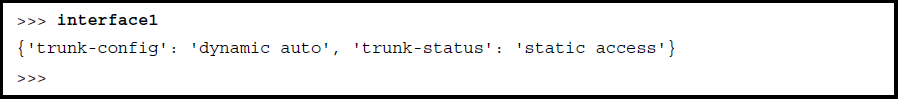 >>> interface1
{'trunk-config': 'dynamic auto', 'trunk-status': 'static access'}
>>>